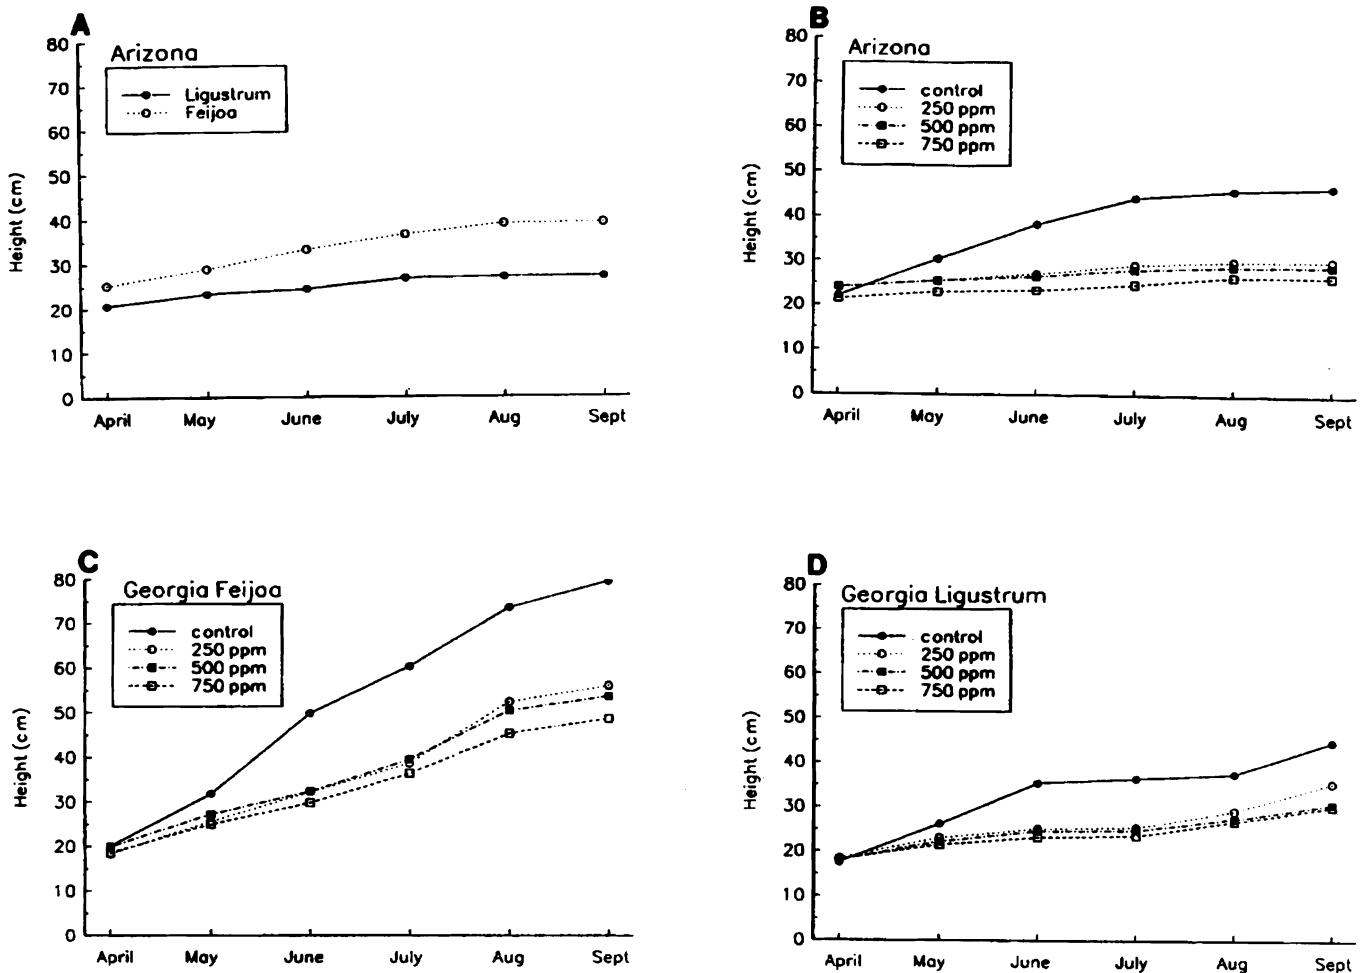 A
Arizona
Ligustrum
Feijoa
80
70
60
50
40
30
20
10
0
Height (cm)
April May June July Aug Sept
B
Arizona
control
250 ppm
500 ppm
750 ppm
80
70
60
50
40
30
20
10
0
Height (cm)
April May June July Aug Sept
C
Georgia Feijoa
control
250 ppm
500 ppm
750 ppm
80
70
60
50
40
30
20
10
0
Height (cm)
April May June July Aug Sept
D
Georgia Ligustrum
control
250 ppm
500 ppm
750 ppm
80
70
60
50
40
30
20
10
0
Height (cm)
April May June July Aug Sept